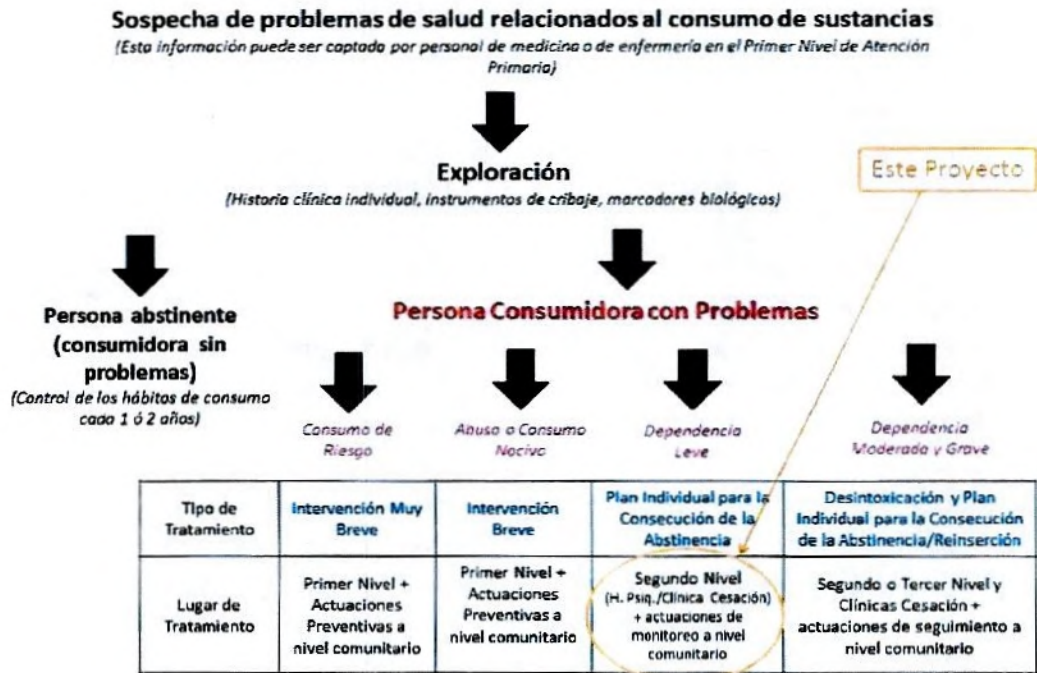 Sospecha de problemas de salud relacionados al consumo de sustancias
(Esta información puede ser captada por personal de medicina o de enfermería en el Primer Nivel de Atención
Primaria)
Exploración
(Historia clínica individual, instrumentos de cribaje, marcadores biológicos)
Este Proyecto
Persona abstinente
(consumidora sin
problemas)
(Control de los hábitos de consumo
cada 1 ó 2 años)
Persona Consumidora con Problemas
Consumo de
Riesgo
Abuso o Consumo
Nocivo
Dependencia
Leve
Dependencia
Moderada y Grave
Tipo de
Tratamiento
Intervención Muy
Breve
Intervención
Breve
Plan Individual para la
Consecución de la
Abstinencia
Desintoxicación y Plan
Individual para la Consecución
de la Abstinencia/Reinserción
Lugar de
Tratamiento
Primer Nivel +
Actuaciones
Preventivas a
nivel comunitario
Primer Nivel +
Actuaciones
Preventivas a
nivel comunitario
Segundo Nivel
(H. Psiq./Clínica Cesación)
+ actuaciones de
monitoreo a nivel
comunitario
Segundo o Tercer Nivel y
Clínicas Cesación +
actuaciones de seguimiento a
nivel comunitario